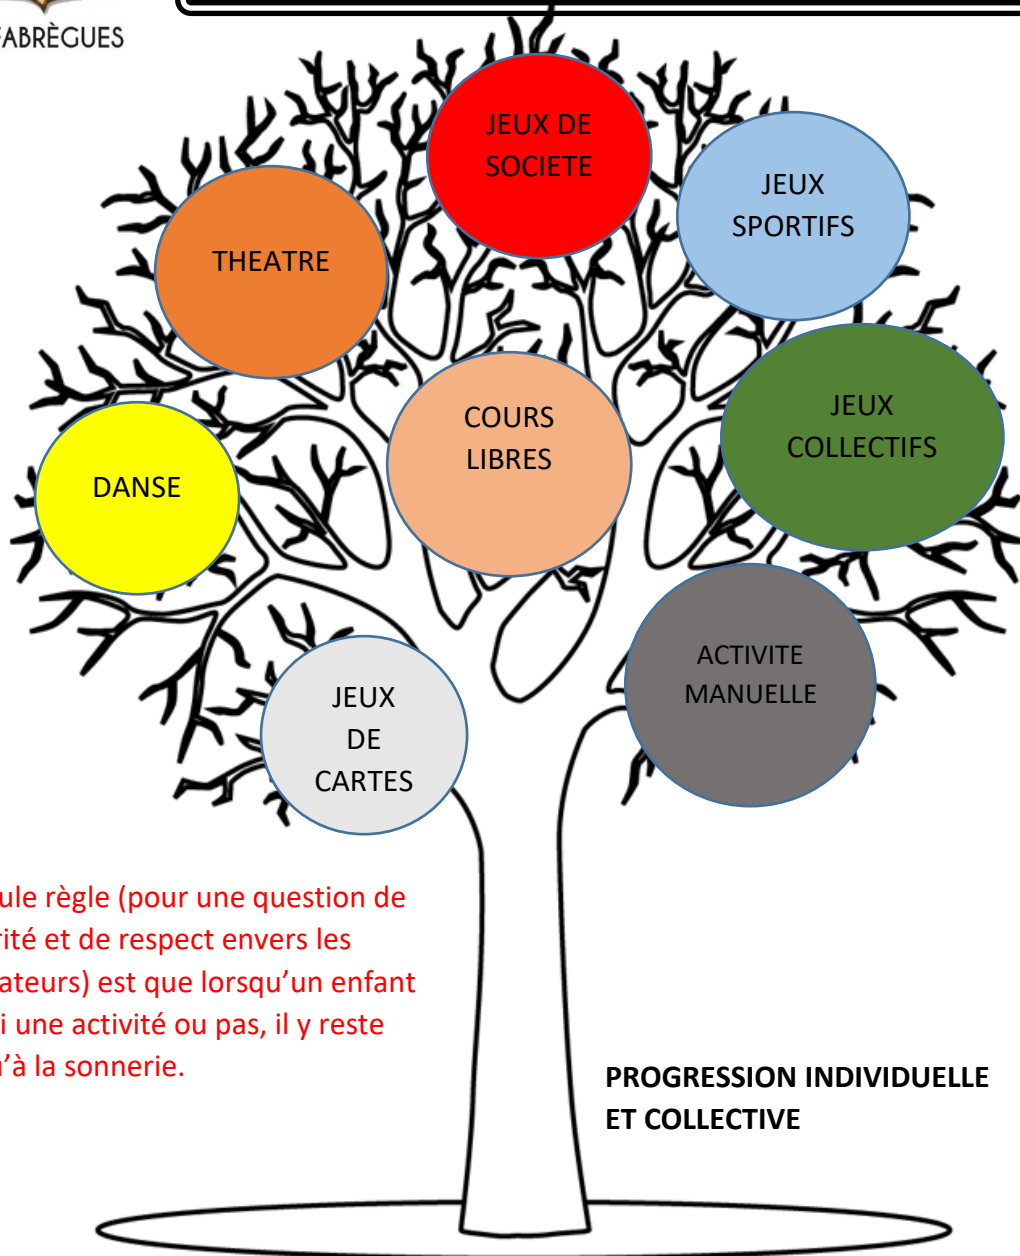 FABRÈGUES
JEUX DE
SOCIETE
JEUX
SPORTIFS
THEATRE
COURS
LIBRES
JEUX
COLLECTIFS
DANSE
ACTIVITE
MANUELLE
JEUX
DE
CARTES
règle (pour une question de
et de respect envers les
est que lorsqu’un enfant
une activité ou pas, il y reste
à la sonnerie.
PROGRESSION INDIVIDUELLE
ET COLLECTIVE